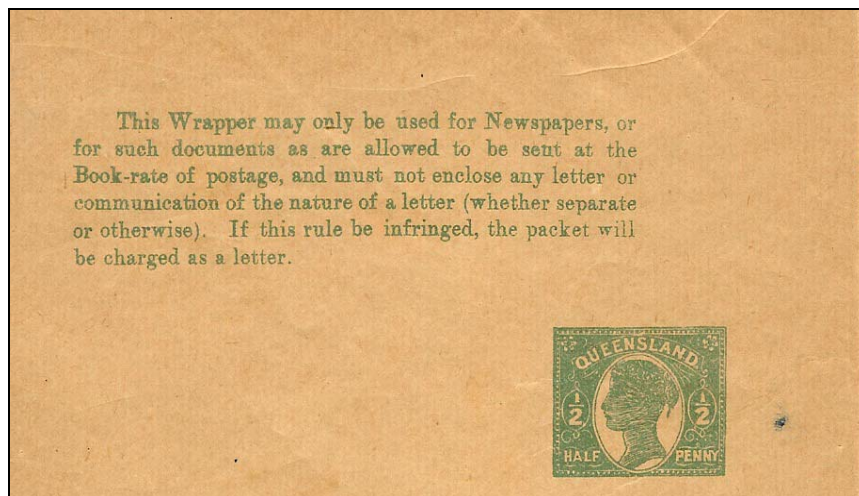 This Wrapper may only be used for Newspapers, or
for such documents as are allowed to be sent at the
Book-rate of postage, and must not enclose any letter or
communication of the nature of a letter (whether separate
or otherwise). If this rule be infringed, the packet will
be charged as a letter.
QUEENSLAND
½ ½
HALF PENNY